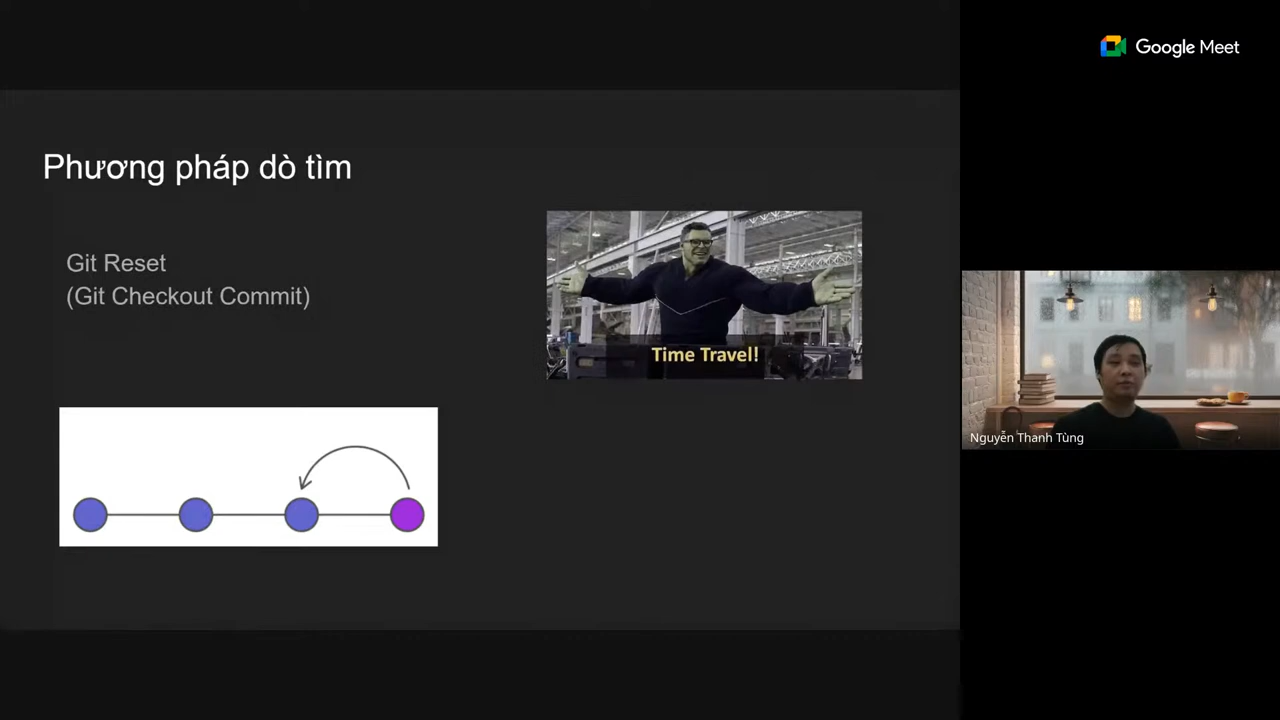 Phương pháp dò tìm
Git Reset
(Git Checkout Commit)
Time Travel!
Google Meet
Nguyễn Thanh Tùng